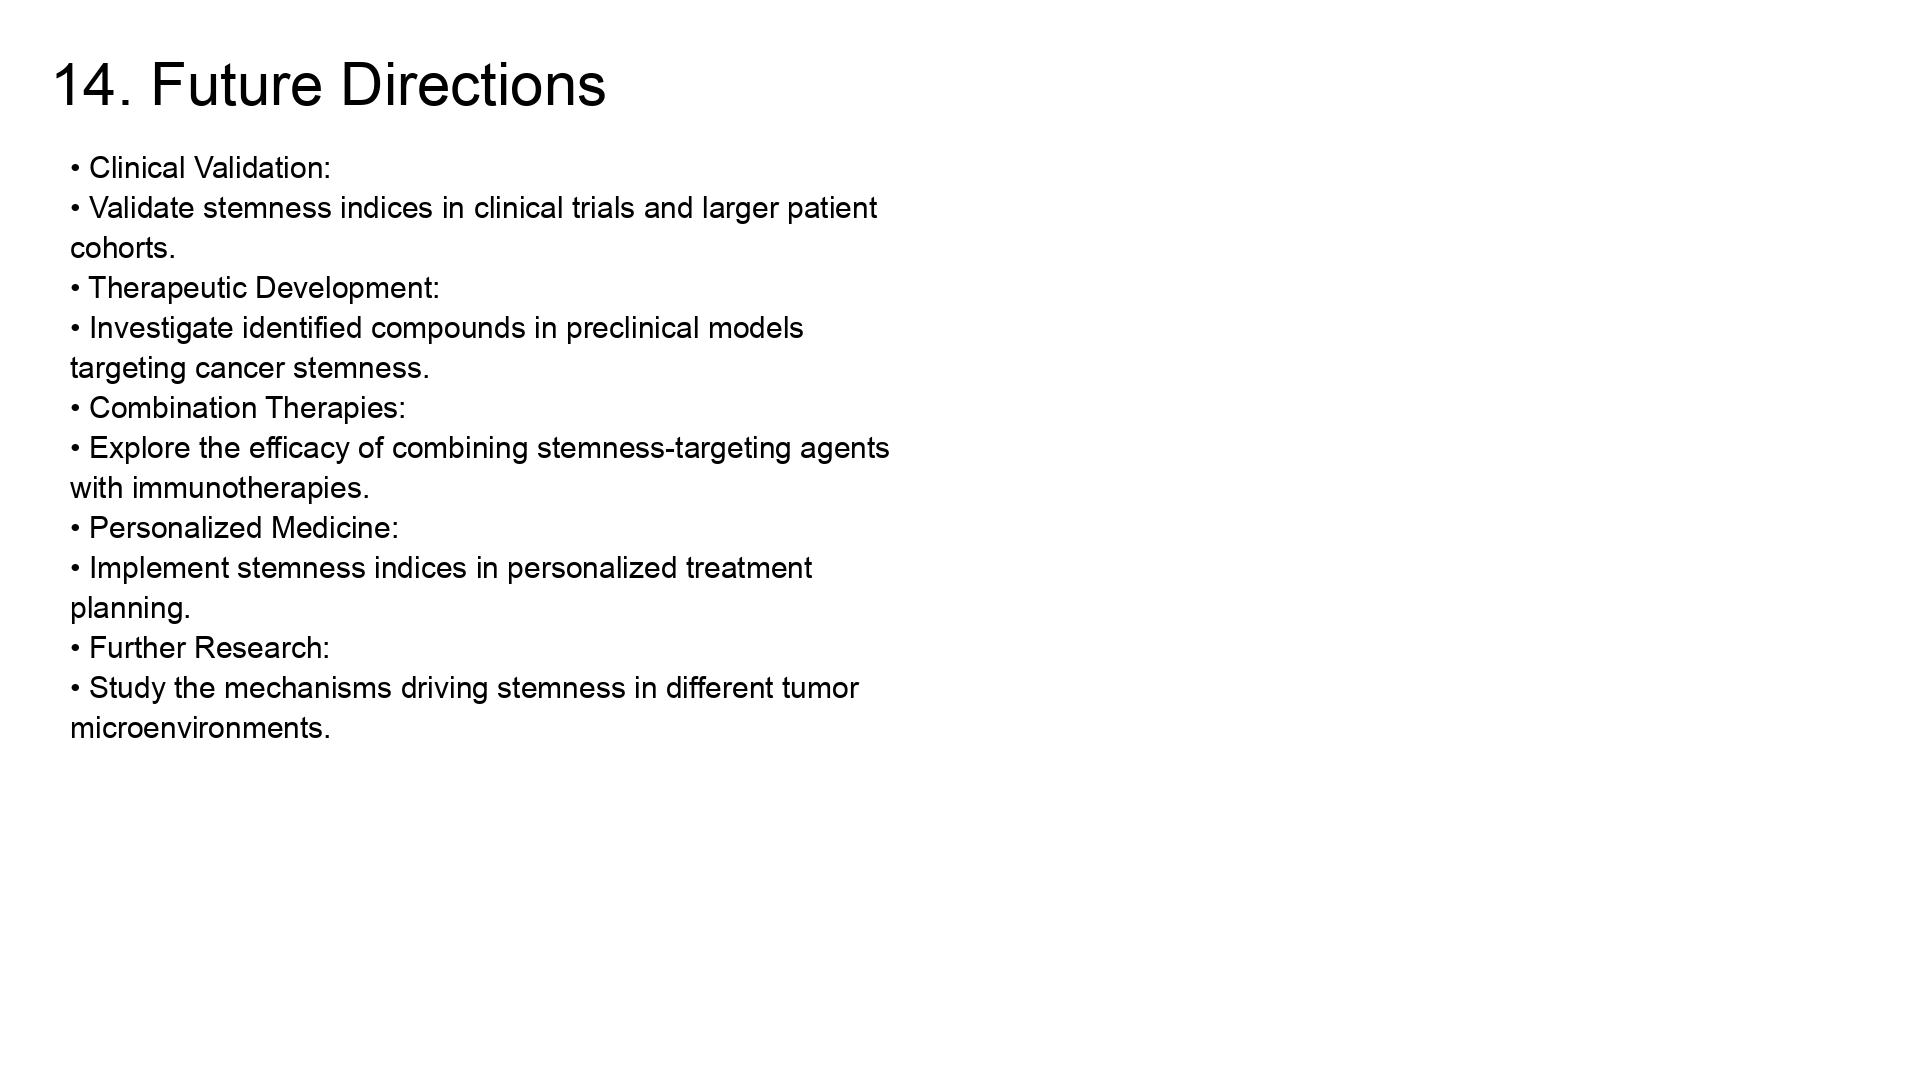 14. Future Directions
• Clinical Validation:
• Validate stemness indices in clinical trials and larger patient
cohorts.
• Therapeutic Development:
• Investigate identified compounds in preclinical models
targeting cancer stemness.
• Combination Therapies:
• Explore the efficacy of combining stemness-targeting agents
with immunotherapies.
• Personalized Medicine:
• Implement stemness indices in personalized treatment
planning.
• Further Research:
• Study the mechanisms driving stemness in different tumor
microenvironments.